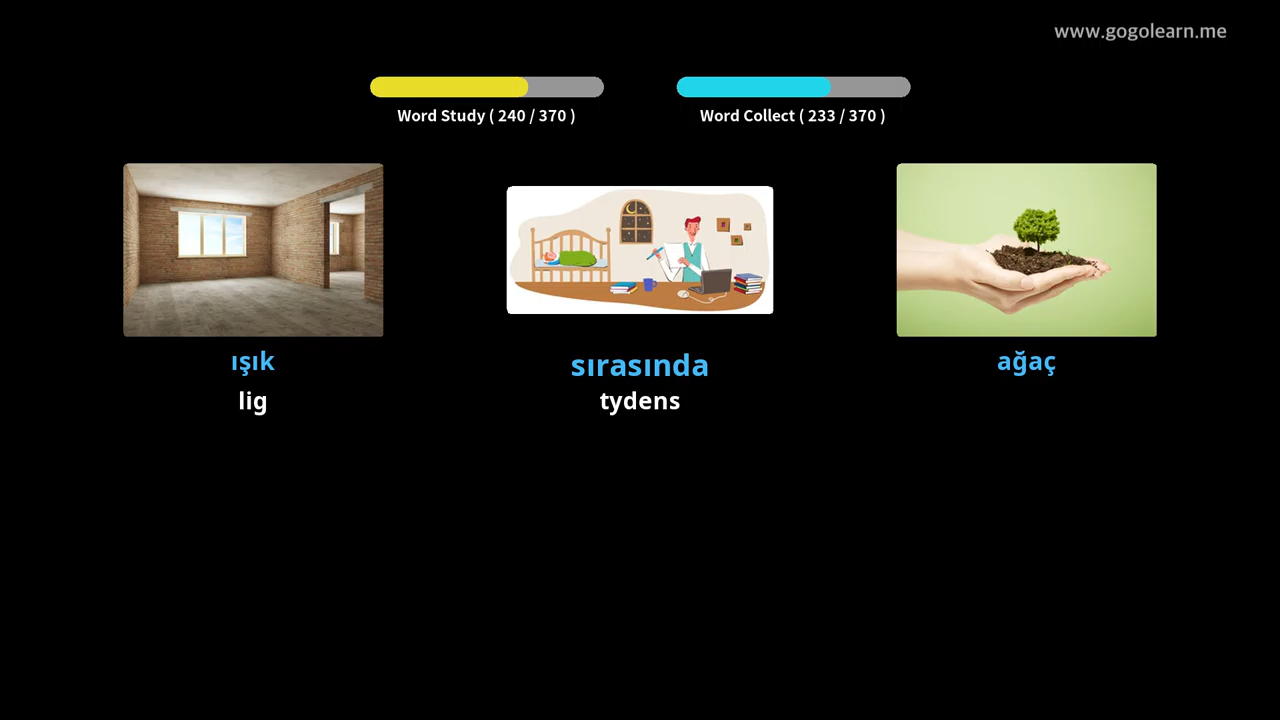 www.gogolearn.me
Word Study ( 240 / 370 )
Word Collect ( 233 / 370 )
ışık
lig
sırasında
tydens
ağaç